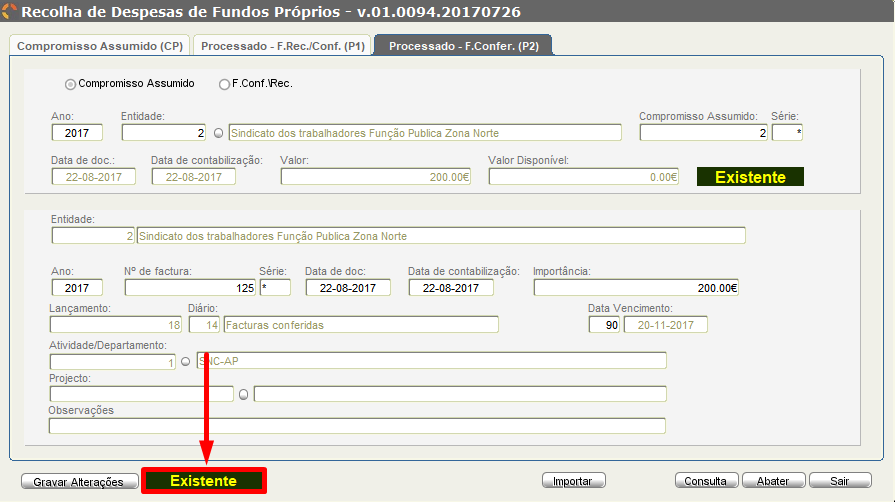 Recolha de Despesas de Fundos Próprios - v.01.0094.20170726
Compromisso Assumido (CP) Processado - F.Rec./Conf. (P1) Processado - F.Confer. (P2)
Compromisso Assumido F.Conf.\Rec.
Ano: Entidade: Compromisso Assumido: Série:
2017 2 Sindicato dos trabalhadores Função Publica Zona Norte 2 *
Data de doc.: Data de contabilização: Valor: Valor Disponível:
22-08-2017 22-08-2017 200.00€ 0.00€ Existente
Entidade:
2 Sindicato dos trabalhadores Função Publica Zona Norte
Ano: Nº de factura: Série: Data de doc: Data de contabilização: Importância:
2017 125 * 22-08-2017 22-08-2017 200.00€
Lançamento: Diário: Data Vencimento:
18 14 Facturas conferidas 90 20-11-2017
Atividade/Departamento:
1 SNC-AP
Projecto:
Observações
Gravar Alterações Existente Importar Consulta Abater Sair